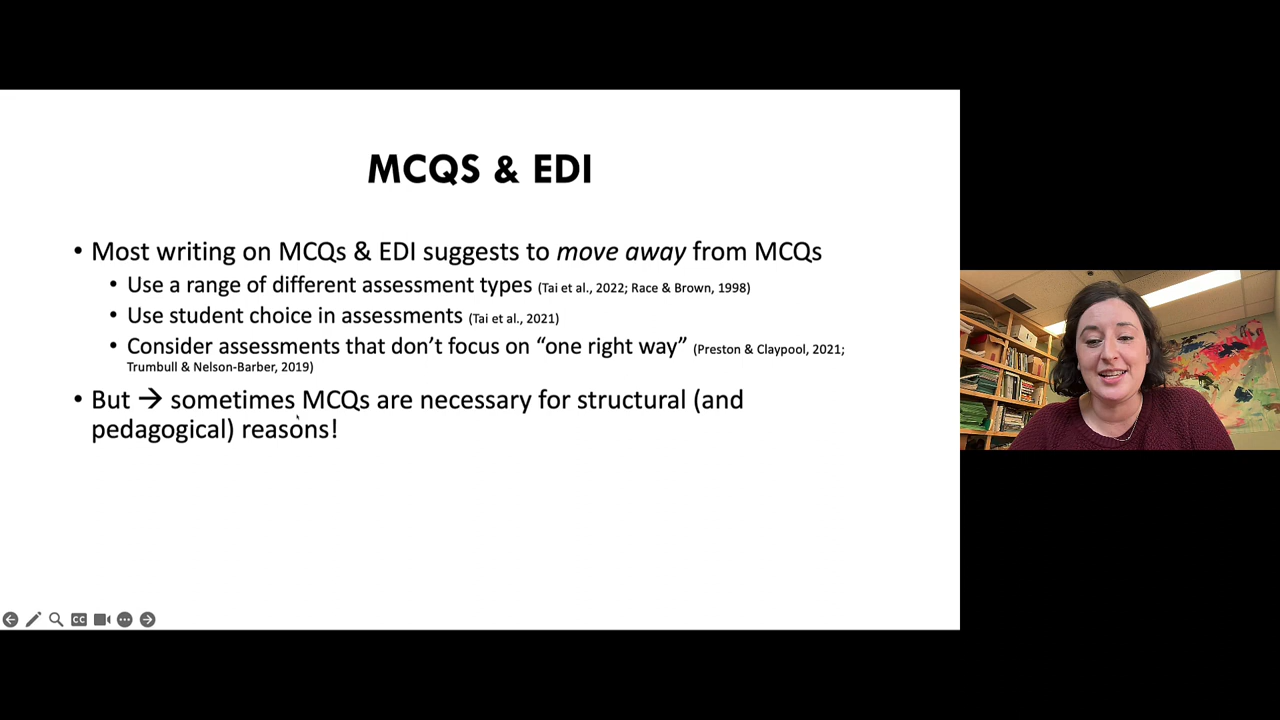 MCQS & EDI
• Most writing on MCQs & EDI suggests to move away from MCQs
• Use a range of different assessment types (Tai et al., 2022; Race & Brown, 1998)
• Use student choice in assessments (Tai et al., 2021)
• Consider assessments that don’t focus on “one right way” (Preston & Claypool, 2021;
Trumbull & Nelson-Barber, 2019)
• But → sometimes MCQs are necessary for structural (and
pedagogical) reasons!
CC